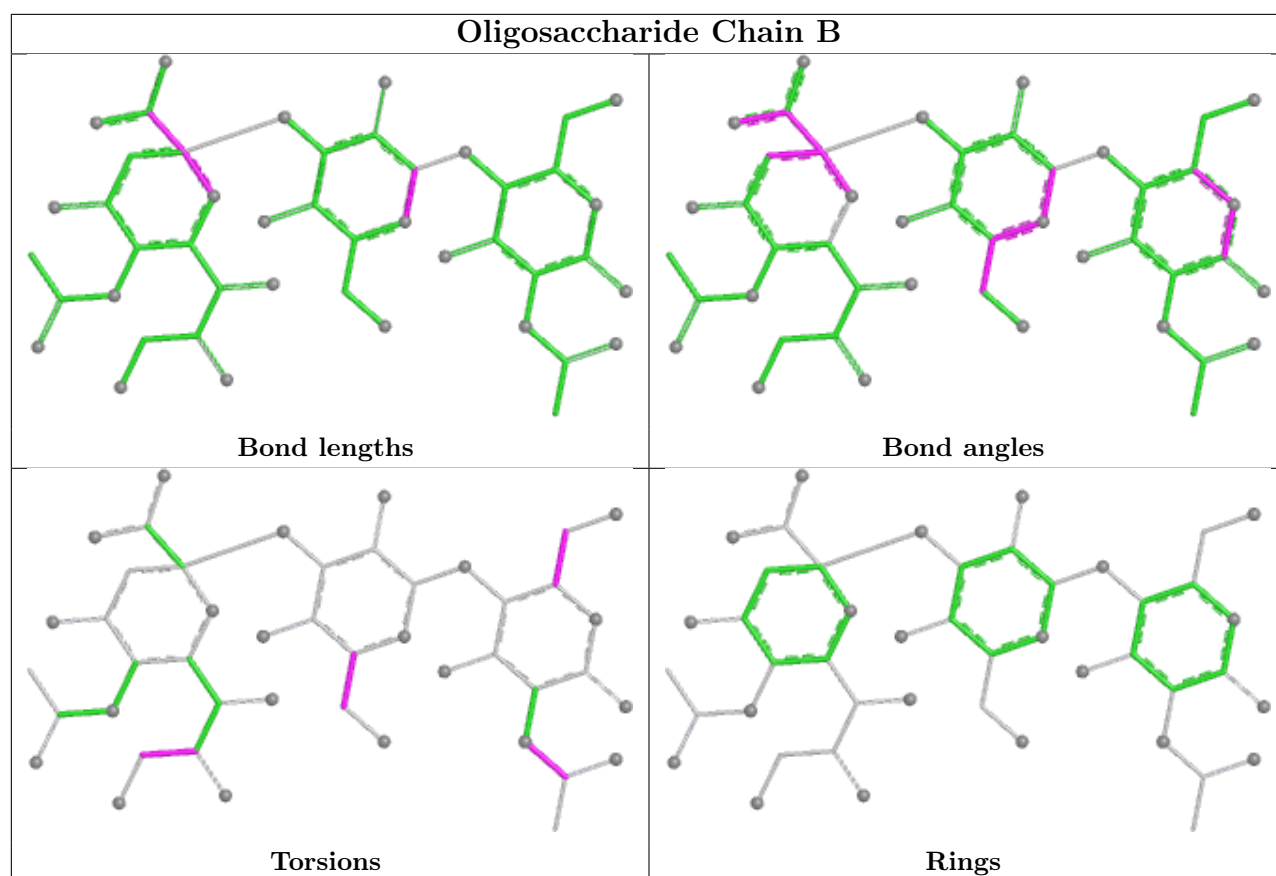 Oligosaccharide Chain B
Bond lengths
Bond angles
Torsions
Rings